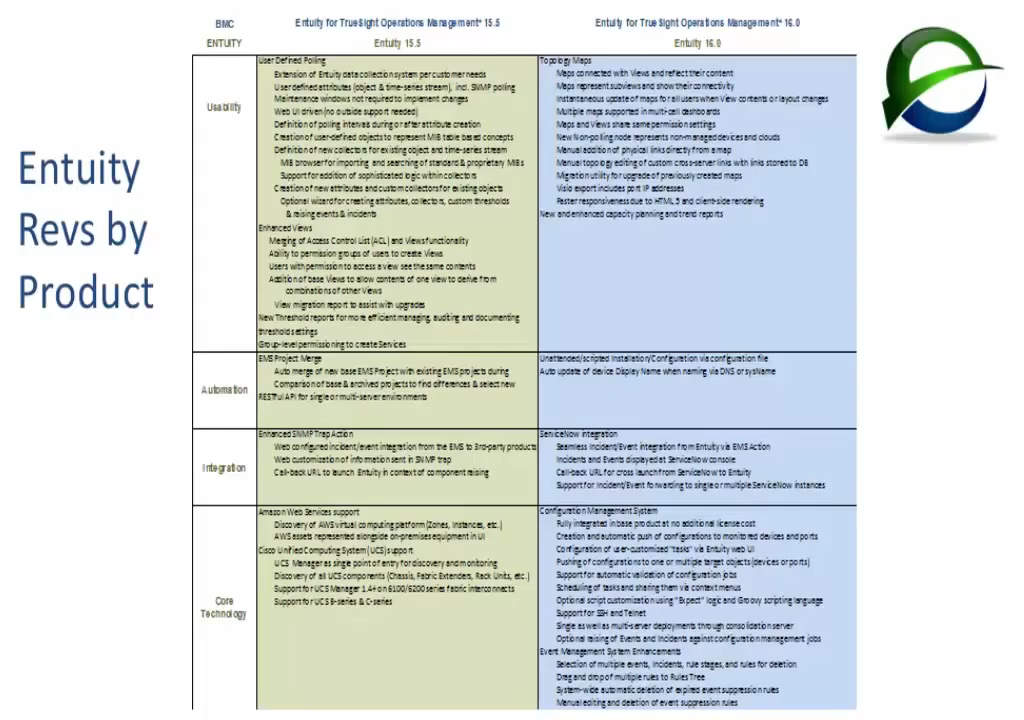 Entuity
Revs by
Product
BMC
Entuity for TrueSight Operations Management* 15.5
Entuity for TrueSight Operations Management* 16.0
ENTUITY
Entuity 15.5
Entuity 16.0
Usability
User Defined Polling
Extension of Entuity data collection system per customer needs
User defined attributes (object & time-series stream), incl. SNMP polling
Maintenance windows not required to implement changes
Web UI driven (no outside support needed)
Definition of polling intervals during or after attribute creation
Creation of user-defined objects to represent MIB table based concepts
Definition of new collectors for existing object and time-series stream
MIB browser for importing and searching of standard & proprietary MIBs
Support for addition of sophisticated logic within collectors
Creation of new attributes and custom collectors for existing objects
Optional wizard for creating attributes, collectors, custom thresholds
& raising events & incidents
Enhanced Views
Merging of Access Control List (ACL) and Views functionality
Ability to permission groups of users to create Views
Users with permission to access a view see the same contents
Addition of base Views to allow contents of one view to derive from
combinations of other Views
View migration report to assist with upgrades
New Threshold reports for more efficient managing, auditing and documenting
threshold settings
Group-level permissioning to create Services
Topology Maps
Maps connected with Views and reflect their content
Maps represent subviews and show their connectivity
Instantaneous update of maps for all users when View contents or layout changes
Multiple maps supported in multi-cell dashboards
Maps and Views share same permission settings
New Non-polling node represents non-managed devices and clouds
Manual addition of physical links directly from a map
Manual topology editing of custom cross-server links with links stored to DB
Migration utility for upgrade of previously created maps
Visio export includes port IP addresses
Faster responsiveness due to HTML 5 and client-side rendering
New and enhanced capacity planning and trend reports
Automation
EMS Project Merge
Auto merge of new base EMS Project with existing EMS projects during
Comparison of base & archived projects to find differences & select new
RESTful API for single or multi-server environments
Unattended/scripted Installation/Configuration via configuration file
Auto update of device Display Name when naming via DNS or sysName
Integration
Enhanced SNMP Trap Action
Web configured incident/event integration from the EMS to 3ro-party products
Web customization of information sent in SNMP trap
Call-back URL to launch Entuity in context of component raising
ServiceNow integration
Seamless Incident/Event integration from Entuity via EMS Action
Incidents and Events displayed at ServiceNow console
Call-back URL for cross launch from ServiceNow to Entuity
Support for Incident/Event forwarding to single or multiple ServiceNow instances
Core
Technology
Amazon Web Services support
Discovery of AWS virtual computing platform (Zones, Instances, etc.)
AWS assets represented alongside on-premises equipment in UI
Cisco Unified Computing System (UCS) support
UCS Manager as single point of entry for discovery and monitoring
Discovery of all UCS components (Chassis, Fabric Extenders, Rack Units, etc.)
Support for UCS Manager 1.4+ on 6100/6200 series fabric interconnects
Support for UCS B-series & C-series
Configuration Management System
Fully integrated in base product at no additional license cost
Creation and automatic push of configurations to monitored devices and ports
Configuration of user-customized "tasks" via Entuity web UI
Pushing of configurations to one or multiple target objects (devices or ports)
Support for automatic validation of configuration jobs
Scheduling of tasks and sharing them via context menus
Optional script customization using "Expect" logic and Groovy scripting language
Support for SSH and Telnet
Single as well as multi-server deployments through consolidation server
Optional raising of Events and Incidents against configuration management jobs
Event Management System Enhancements
Selection of multiple events, incidents, rule stages, and rules for deletion
Drag and drop of multiple rules to Rules Tree
System-wide automatic deletion of expired event suppression rules
Manual editing and deletion of event suppression rules